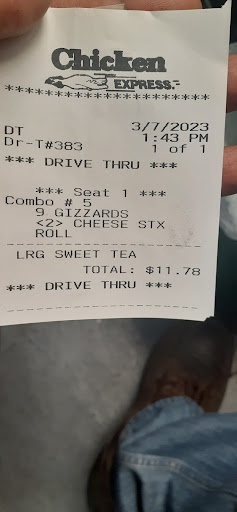 Chicken
EXPRESS
*************************
DT 3/7/2023
Dr-T#383 1:43 PM
*** DRIVE THRU *** 1 of 1
*** Seat 1 ***
Combo # 5
9 GIZZARDS
<2> CHEESE STX
ROLL
LRG SWEET TEA
TOTAL: $11.78
*** DRIVE THRU ***